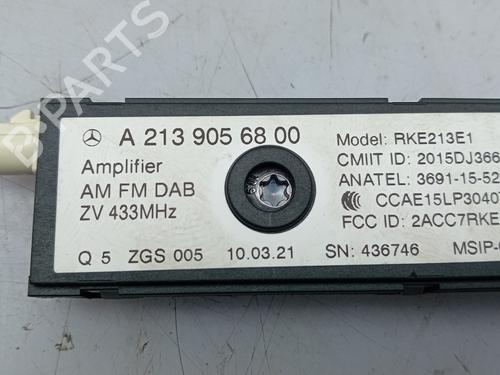 B-PARTS
A 213 905 68 00
Amplifier
AM FM DAB
ZV 433MHz
Q 5 ZGS 005 10.03.21
Model: RKE213E1
CMIIT ID: 2015DJ366
ANATEL: 3691-15-52
CCAE15LP3040
FCC ID: 2ACC7RKE
SN: 436746 MSIP-